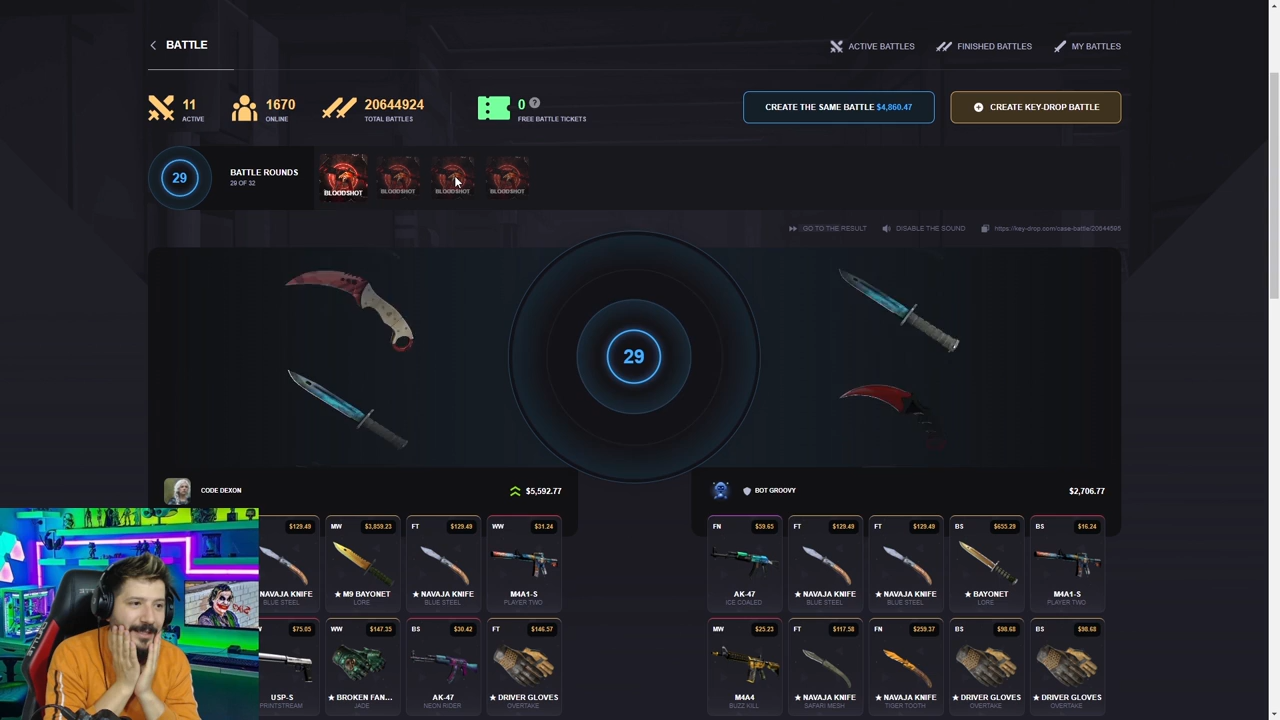 BATTLE
ACTIVE BATTLES
FINISHED BATTLES
MY BATTLES
11
ACTIVE
1670
ONLINE
20644924
TOTAL BATTLES
0 ?
FREE BATTLE TICKETS
CREATE THE SAME BATTLE $4,860.47
CREATE KEY-DROP BATTLE
29
BATTLE ROUNDS
29 OF 32
BLOODSHOT
BLOODSHOT
BLOODSHOT
BLOODSHOT
GO TO THE RESULT
DISABLE THE SOUND
https://key-drop.com/case-battle/20644695
29
CODE DEXON
$5,592.77
BOT GROOVY
$2,706.77
$129.49
★ NAVAJA KNIFE
BLUE STEEL
MW $3,859.23
★ M9 BAYONET
LORE
FT $129.49
★ NAVAJA KNIFE
BLUE STEEL
WW $31.24
M4A1-S
PLAYER TWO
FN $59.65
AK-47
ICE COALED
FT $129.49
★ NAVAJA KNIFE
BLUE STEEL
FT $129.49
★ NAVAJA KNIFE
BLUE STEEL
BS $655.29
★ BAYONET
LORE
BS $16.24
M4A1-S
PLAYER TWO
$75.05
USP-S
PRINTSTREAM
WW $147.35
★ BROKEN FAN...
JADE
BS $30.42
AK-47
NEON RIDER
FT $146.57
★ DRIVER GLOVES
OVERTAKE
MW $25.23
M4A4
BUZZ KILL
FT $117.58
★ NAVAJA KNIFE
SAFARI MESH
FN $259.37
★ NAVAJA KNIFE
TIGER TOOTH
BS $98.68
★ DRIVER GLOVES
OVERTAKE
BS $98.68
★ DRIVER GLOVES
OVERTAKE